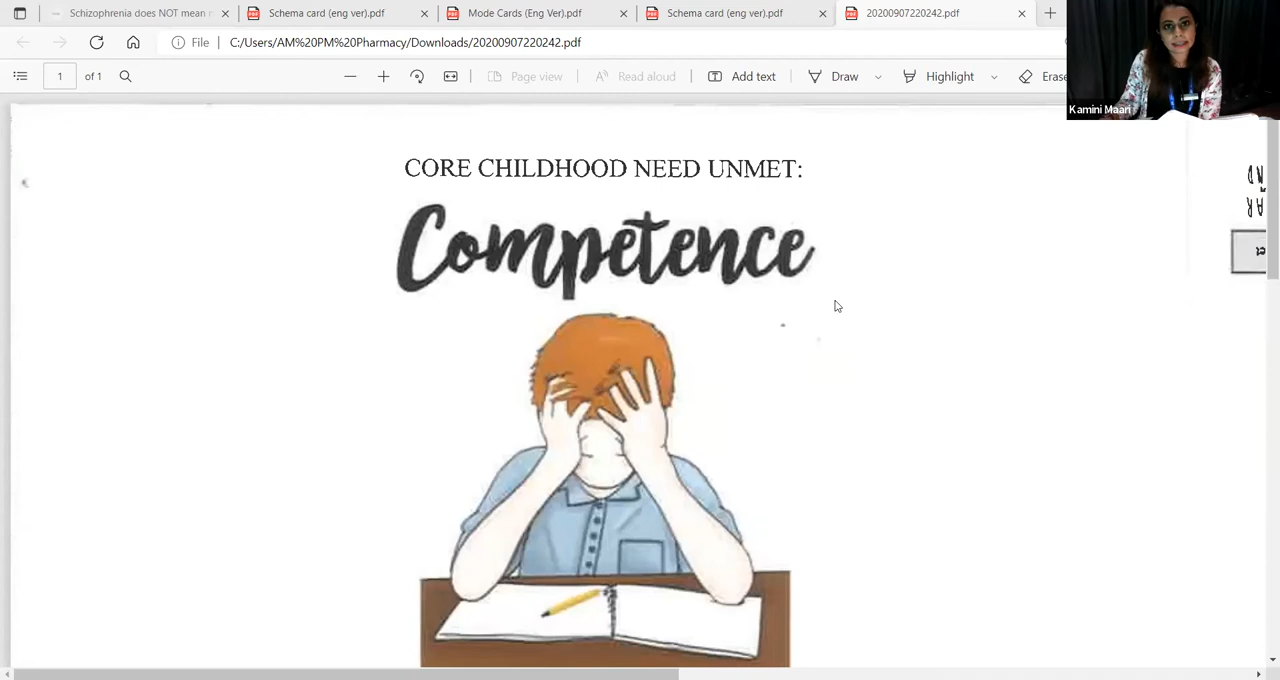 Schizophrenia does NOT mean r
Schema card (eng ver).pdf
Mode Cards (Eng Ver).pdf
Schema card (eng ver).pdf
20200907220242.pdf
File
C:/Users/AM%20PM%20Pharmacy/Downloads/20200907220242.pdf
1 of 1
Page view
Read aloud
Add text
Draw
Highlight
Erase
Kamini Maari
CORE CHILDHOOD NEED UNMET:
Competence